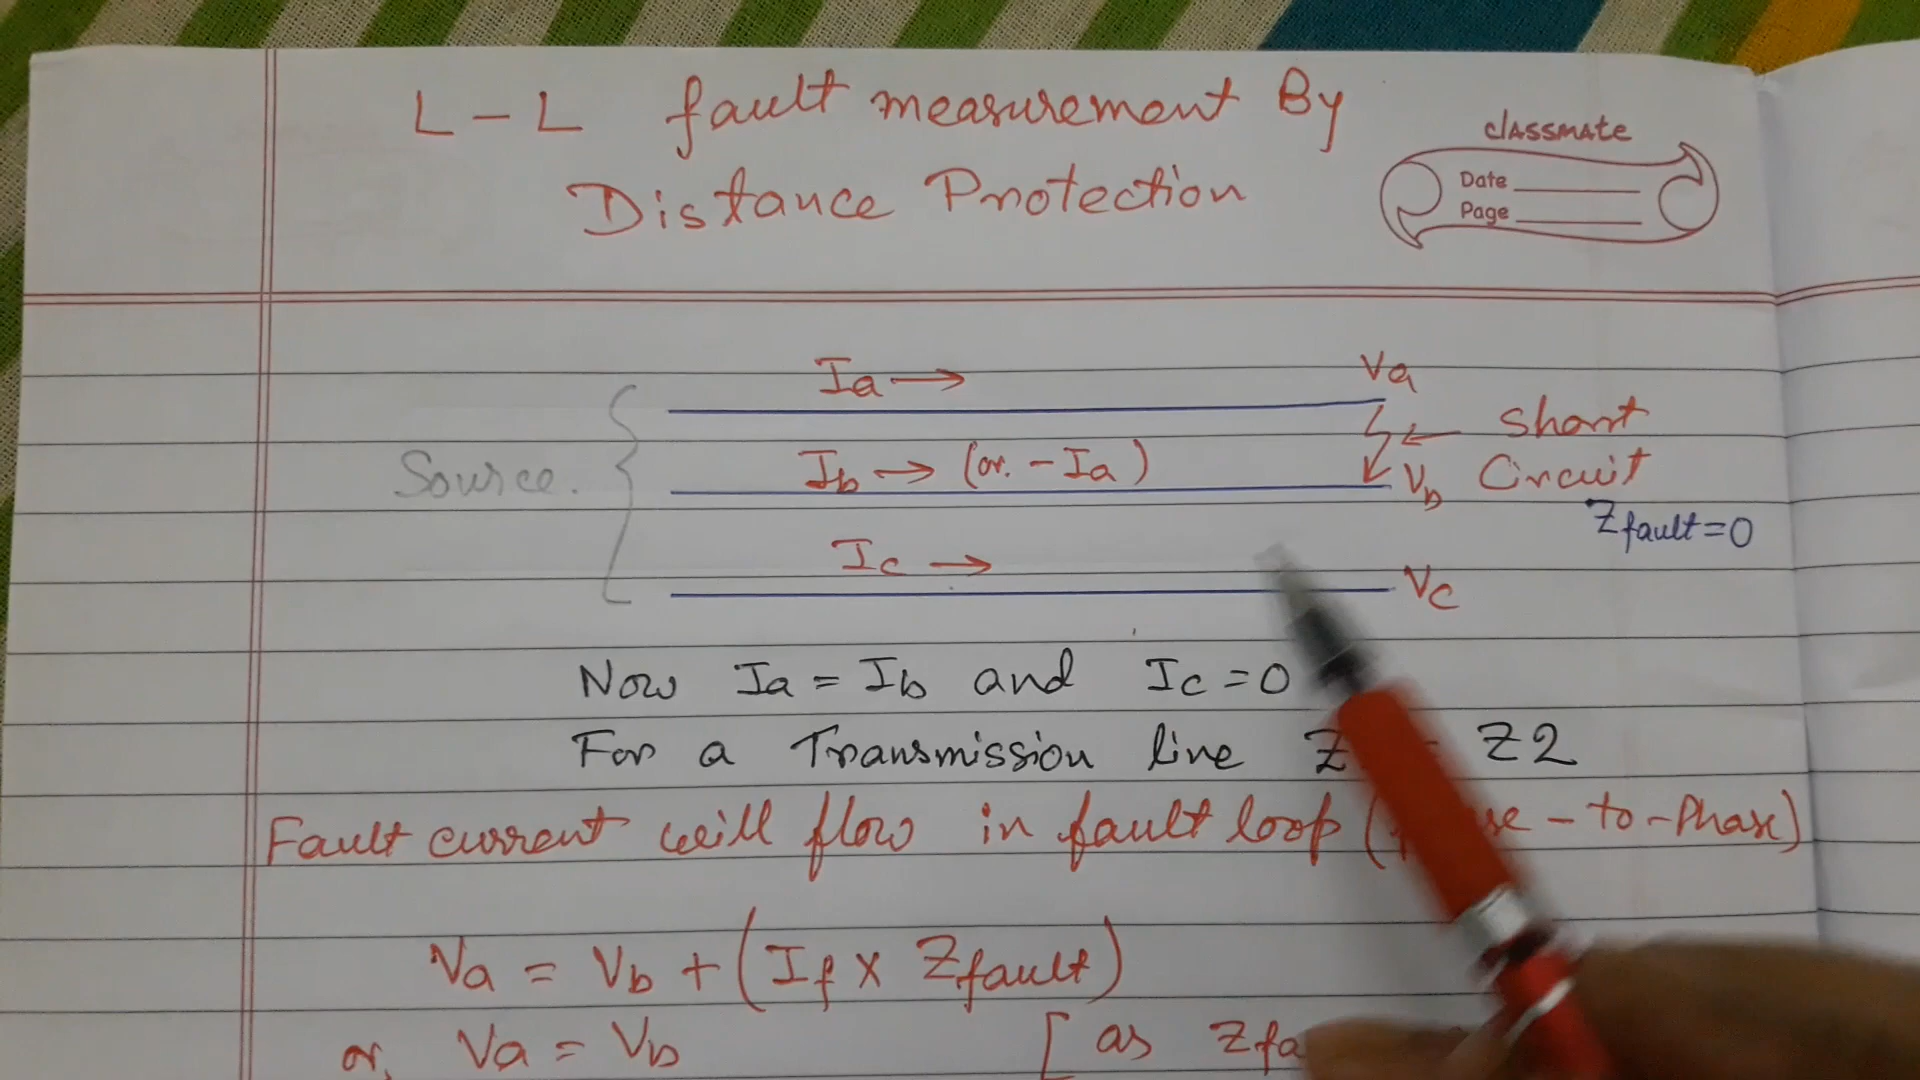 L-L fault measurement By
Distance Protection
classmate
Date
Page
Ia →
Va
Short
Circuit
Source.
Ib → (or. - Ia)
Vb
Zfault=0
Ic →
Vc
Now Ia = Ib and Ic = 0
For a Transmission line Z2
Fault current will flow in fault loop ( - to - Phase)
Va = Vb + (If x Zfault)
or, Va = Vb [as